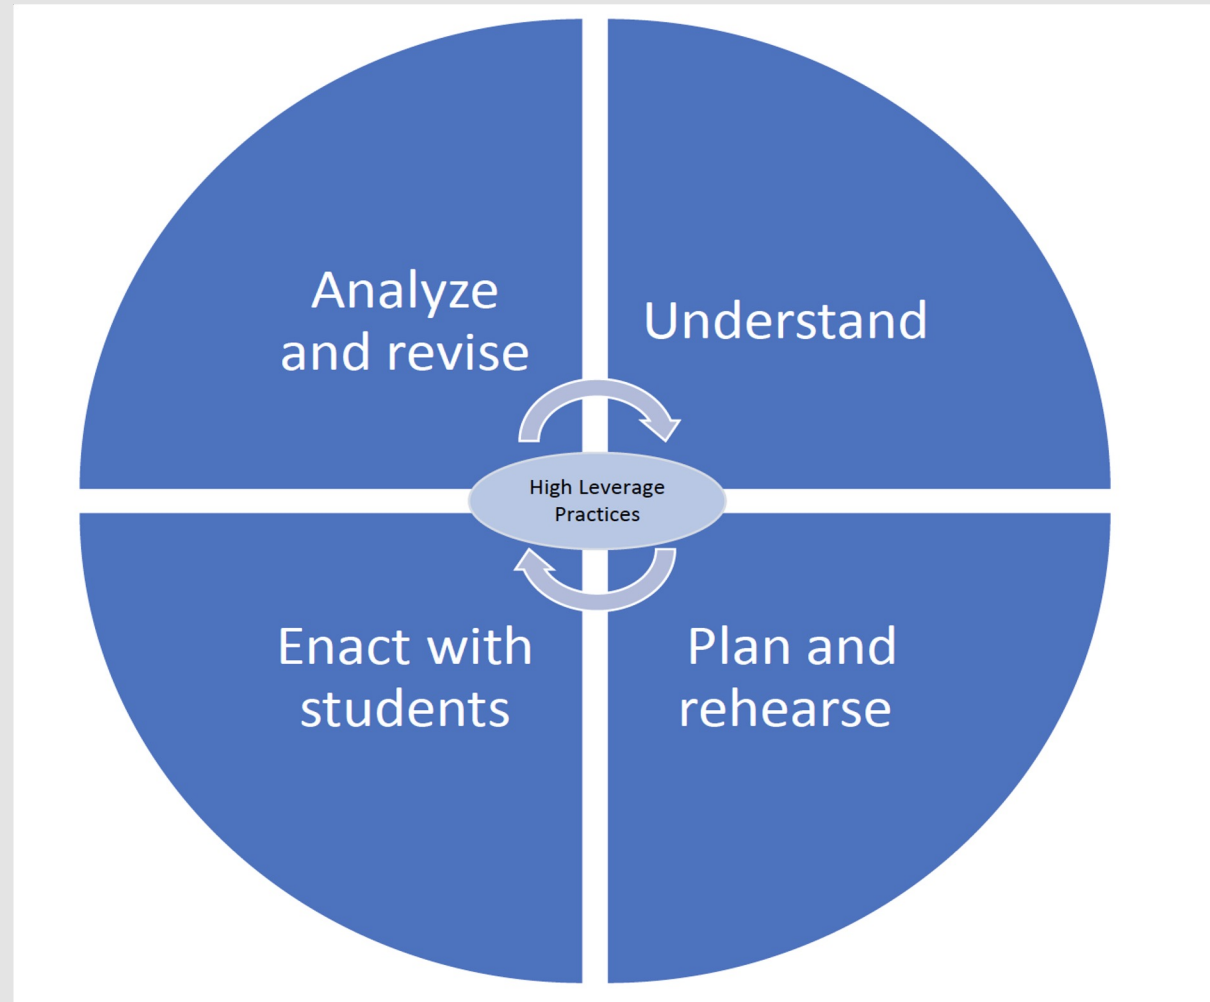 Analyze
and revise
Understand
High Leverage
Practices
Enact with
students
Plan and
rehearse